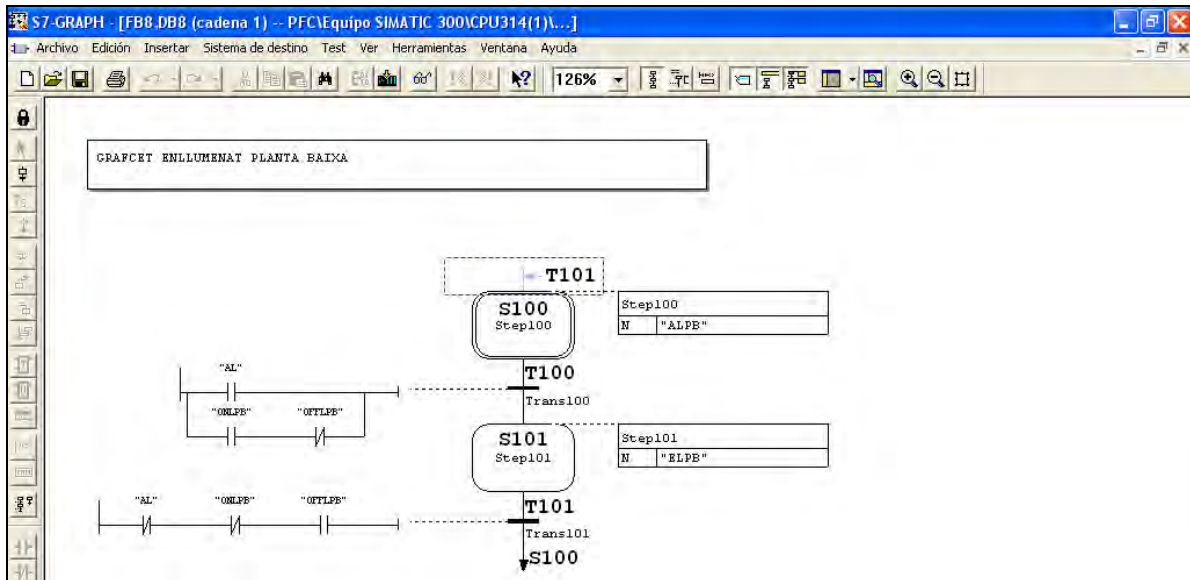 S7-GRAPH - [FB8,DB8 (cadena 1) -- PFC\Equipo SIMATIC 300\CPU314(1)\...]
Archivo Edición Insertar Sistema de destino Test Ver Herramientas Ventana Ayuda
126%
GRAFCET ENLLUMENAT PLANTA BAIXA
T101
S100
Step100
Step100
N "ALPB"
"AL"
T100
Trans100
"ONLPB" "OFFLPB"
S101
Step101
Step101
N "ELPB"
"AL" "ONLPB" "OFFLPB"
T101
Trans101
S100